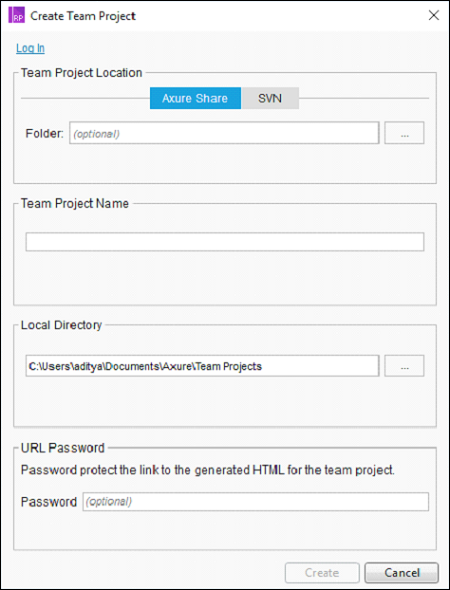 RP Create Team Project
Log In
Team Project Location
Axure Share SVN
Folder: (optional) ...
Team Project Name
Local Directory
C:\Users\aditya\Documents\Axure\Team Projects ...
URL Password
Password protect the link to the generated HTML for the team project.
Password (optional)
Create Cancel